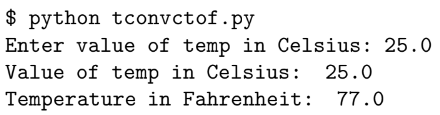 $ python tconvctof.py
Enter value of temp in Celsius: 25.0
Value of temp in Celsius:  25.0
Temperature in Fahrenheit:  77.0